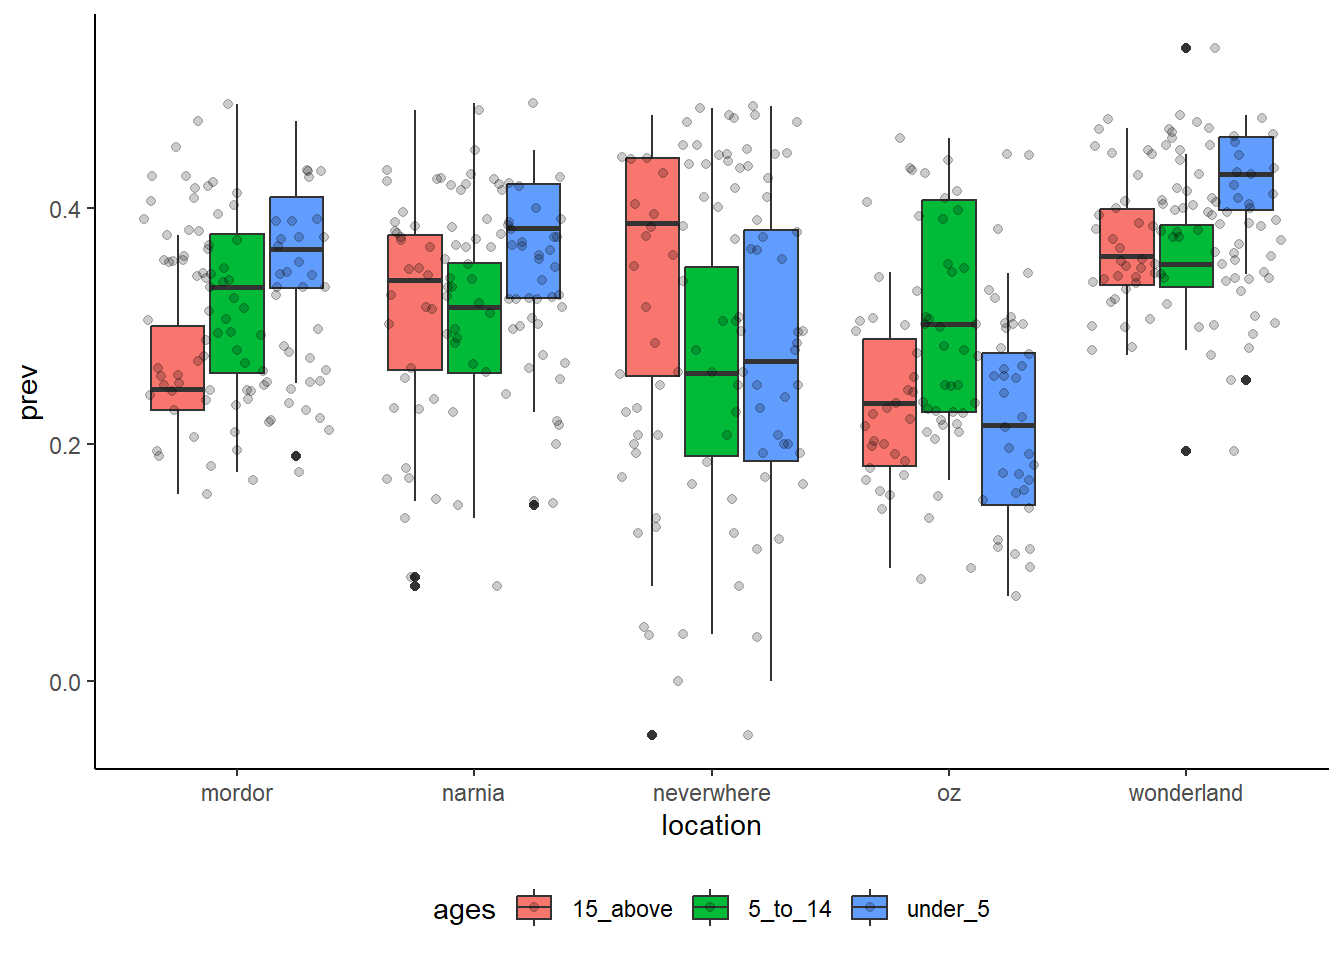 prev
0.4
0.2
0.0
mordor narnia neverwhere oz wonderland
location
ages 15_above 5_to_14 under_5